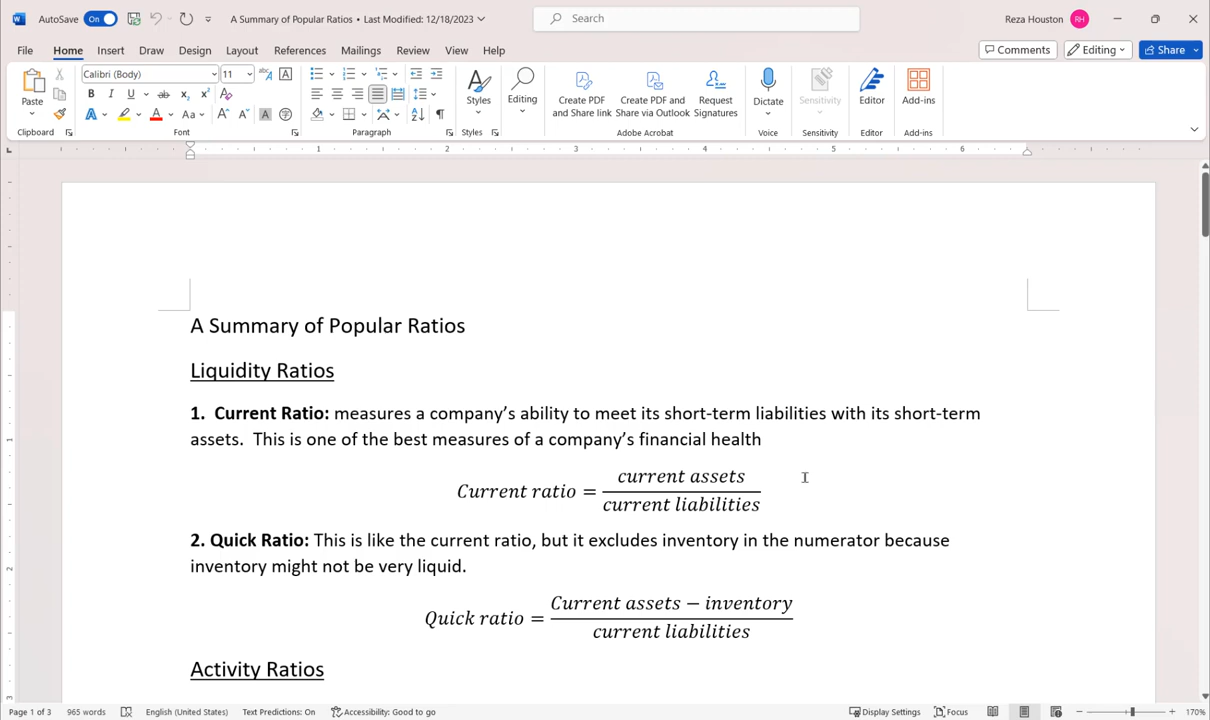 AutoSave On A Summary of Popular Ratios • Last Modified: 12/18/2023 Search Reza Houston RH
File Home Insert Draw Design Layout References Mailings Review View Help Comments Editing Share
Calibri (Body) 11
Paste Styles Editing Create PDF and Share link Create PDF and Share via Outlook Request Signatures Dictate Sensitivity Editor Add-ins
Clipboard Font Paragraph Styles Adobe Acrobat Voice Sensitivity Editor Add-ins
1 2 3 4 5 6
A Summary of Popular Ratios
Liquidity Ratios
1. Current Ratio: measures a company’s ability to meet its short-term liabilities with its short-term
assets. This is one of the best measures of a company’s financial health
Current ratio = current assets / current liabilities
2. Quick Ratio: This is like the current ratio, but it excludes inventory in the numerator because
inventory might not be very liquid.
Quick ratio = Current assets − inventory / current liabilities
Activity Ratios
Page 1 of 3 965 words English (United States) Text Predictions: On Accessibility: Good to go Display Settings Focus 170%